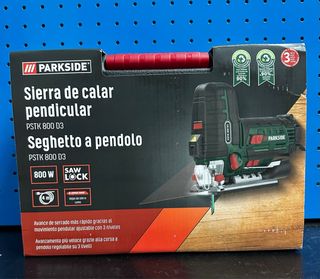 PARKSIDE
Sierra de calar
pendicular
PSTK 800 D3
Seghetto a pendolo
PSTK 800 D3
800 W
SAW
LOCK
Avance de serrado más rápido gracias al
movimiento pendular ajustable con 3 niveles
Avanzamento più veloce grazie alla corsa a
pendolo regolabile su 3 livelli
PARKSIDE
3